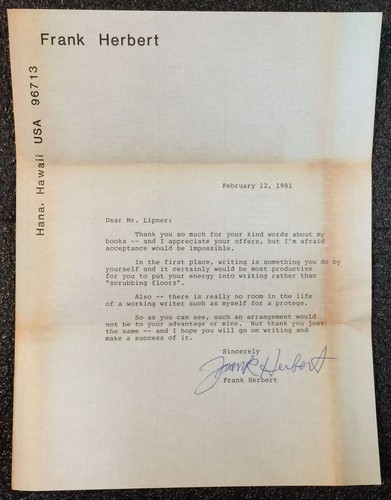 Frank Herbert
Hana, Hawaii USA 96713
February 12, 1981
Dear Mr. Lipner:
Thank you so much for your kind words about my
books -- and I appreciate your offers, but I'm afraid
acceptance would be impossible.
In the first place, writing is something you do by
yourself and it certainly would be most productive
for you to put your energy into writing rather than
"scrubbing floors".
Also -- there is really no room in the life
of a working writer such as myself for a protege.
So as you can see, such an arrangement would
not be to your advantage or mine. But thank you just
the same -- and I hope you will go on writing and
make a success of it.
Sincerely
Frank Herbert
Frank Herbert